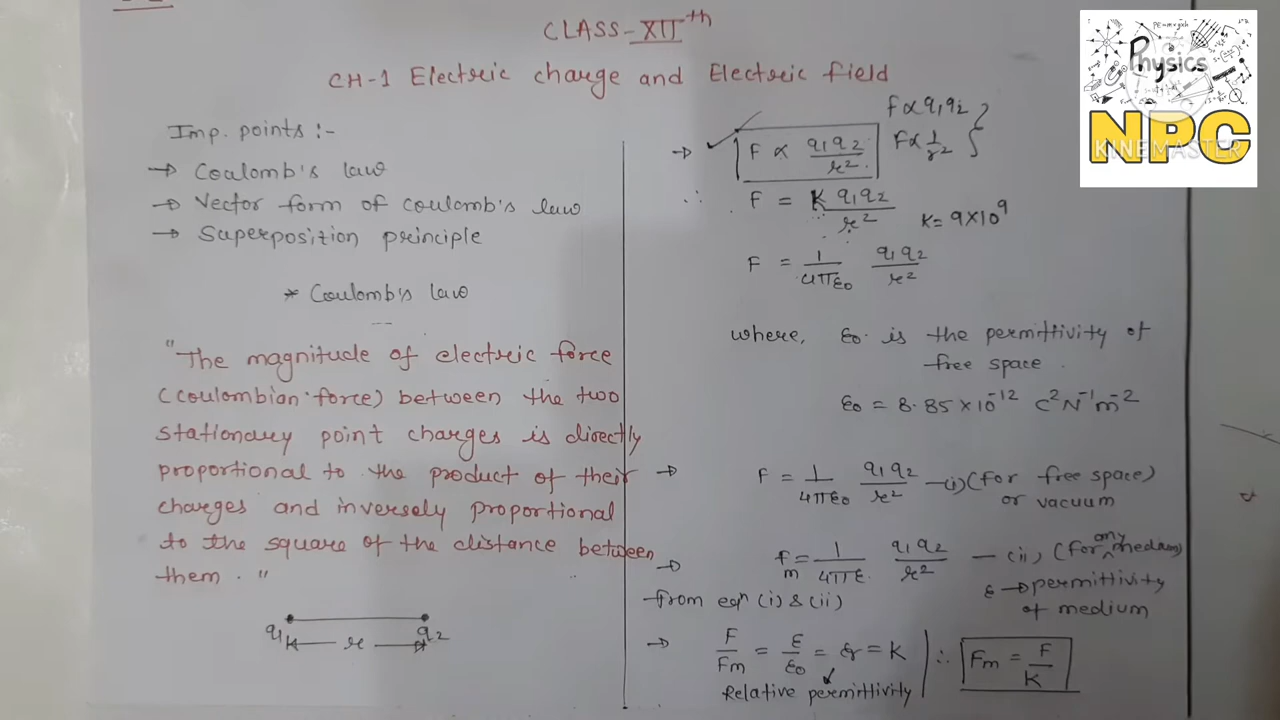 CLASS-XIIth
CH-1 Electric charge and Electric field
Imp. points :-
→ Coulomb's law
→ Vector form of coulomb's law
→ Superposition principle
* Coulomb's law
"The magnitude of electric force
(coulombian force) between the two
stationary point charges is directly
proportional to the product of their
charges and inversely proportional
to the square of the distance between
them."
q1 q2
r
→ F ∝ q1q2/r² F ∝ q1q2 F ∝ 1/r² }
∴ F = K q1q2/r² K = 9×10⁹
F = 1/4πε0 q1q2/r²
where, ε0 is the permittivity of
free space
ε0 = 8.85×10⁻¹² C²N⁻¹m⁻²
→ F = 1/4πε0 q1q2/r² —(i) (for free space)
or vacuum
→ Fm = 1/4πε q1q2/r² — (ii) (for any medium)
ε → permittivity
of medium
from eqn (i) & (ii)
→ F/Fm = ε/ε0 = εr = K ∴ Fm = F/K
Relative permittivity
Physics
NPC
KINEMASTER